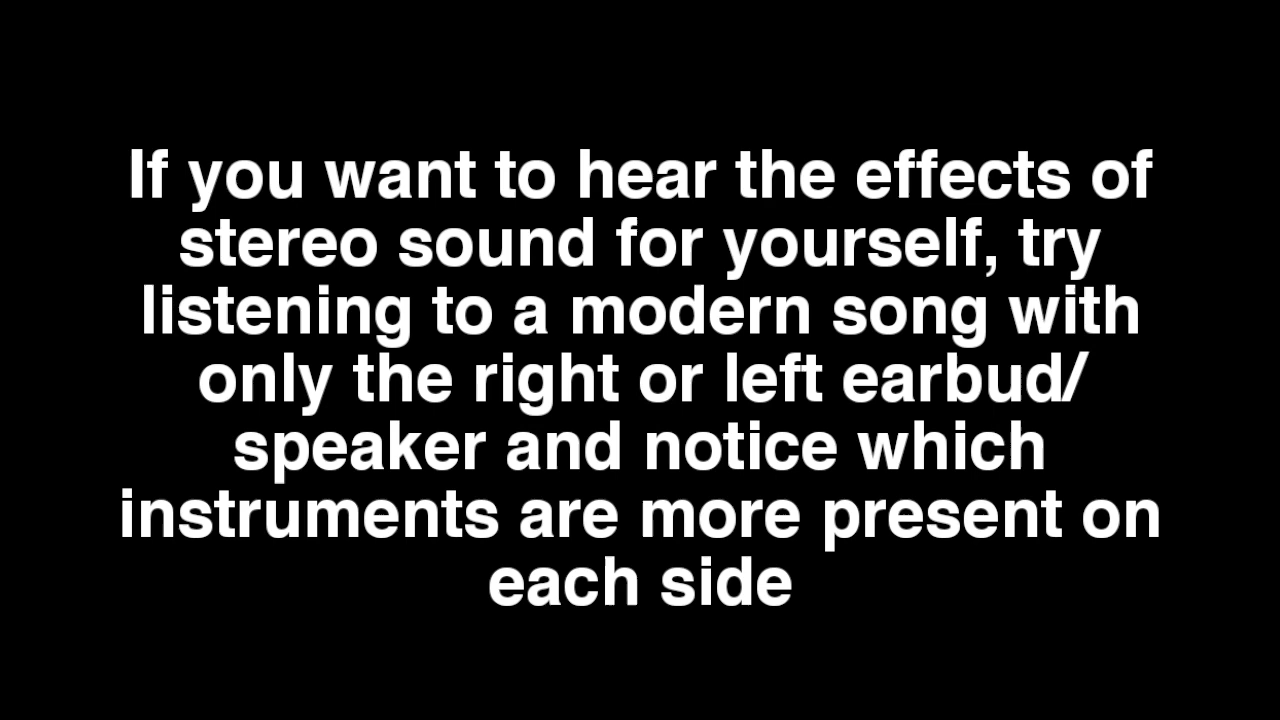 If you want to hear the effects of
stereo sound for yourself, try
listening to a modern song with
only the right or left earbud/
speaker and notice which
instruments are more present on
each side